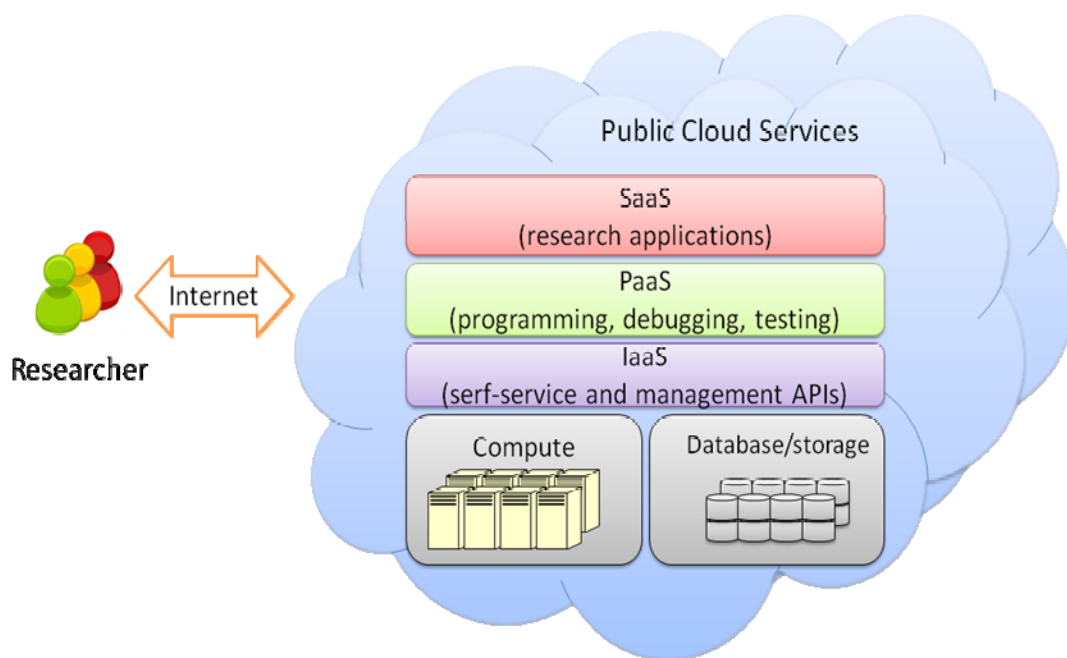 Public Cloud Services
SaaS
(research applications)
PaaS
(programming, debugging, testing)
Internet
IaaS
(serf-service and management APIs)
Researcher
Compute
Database/storage